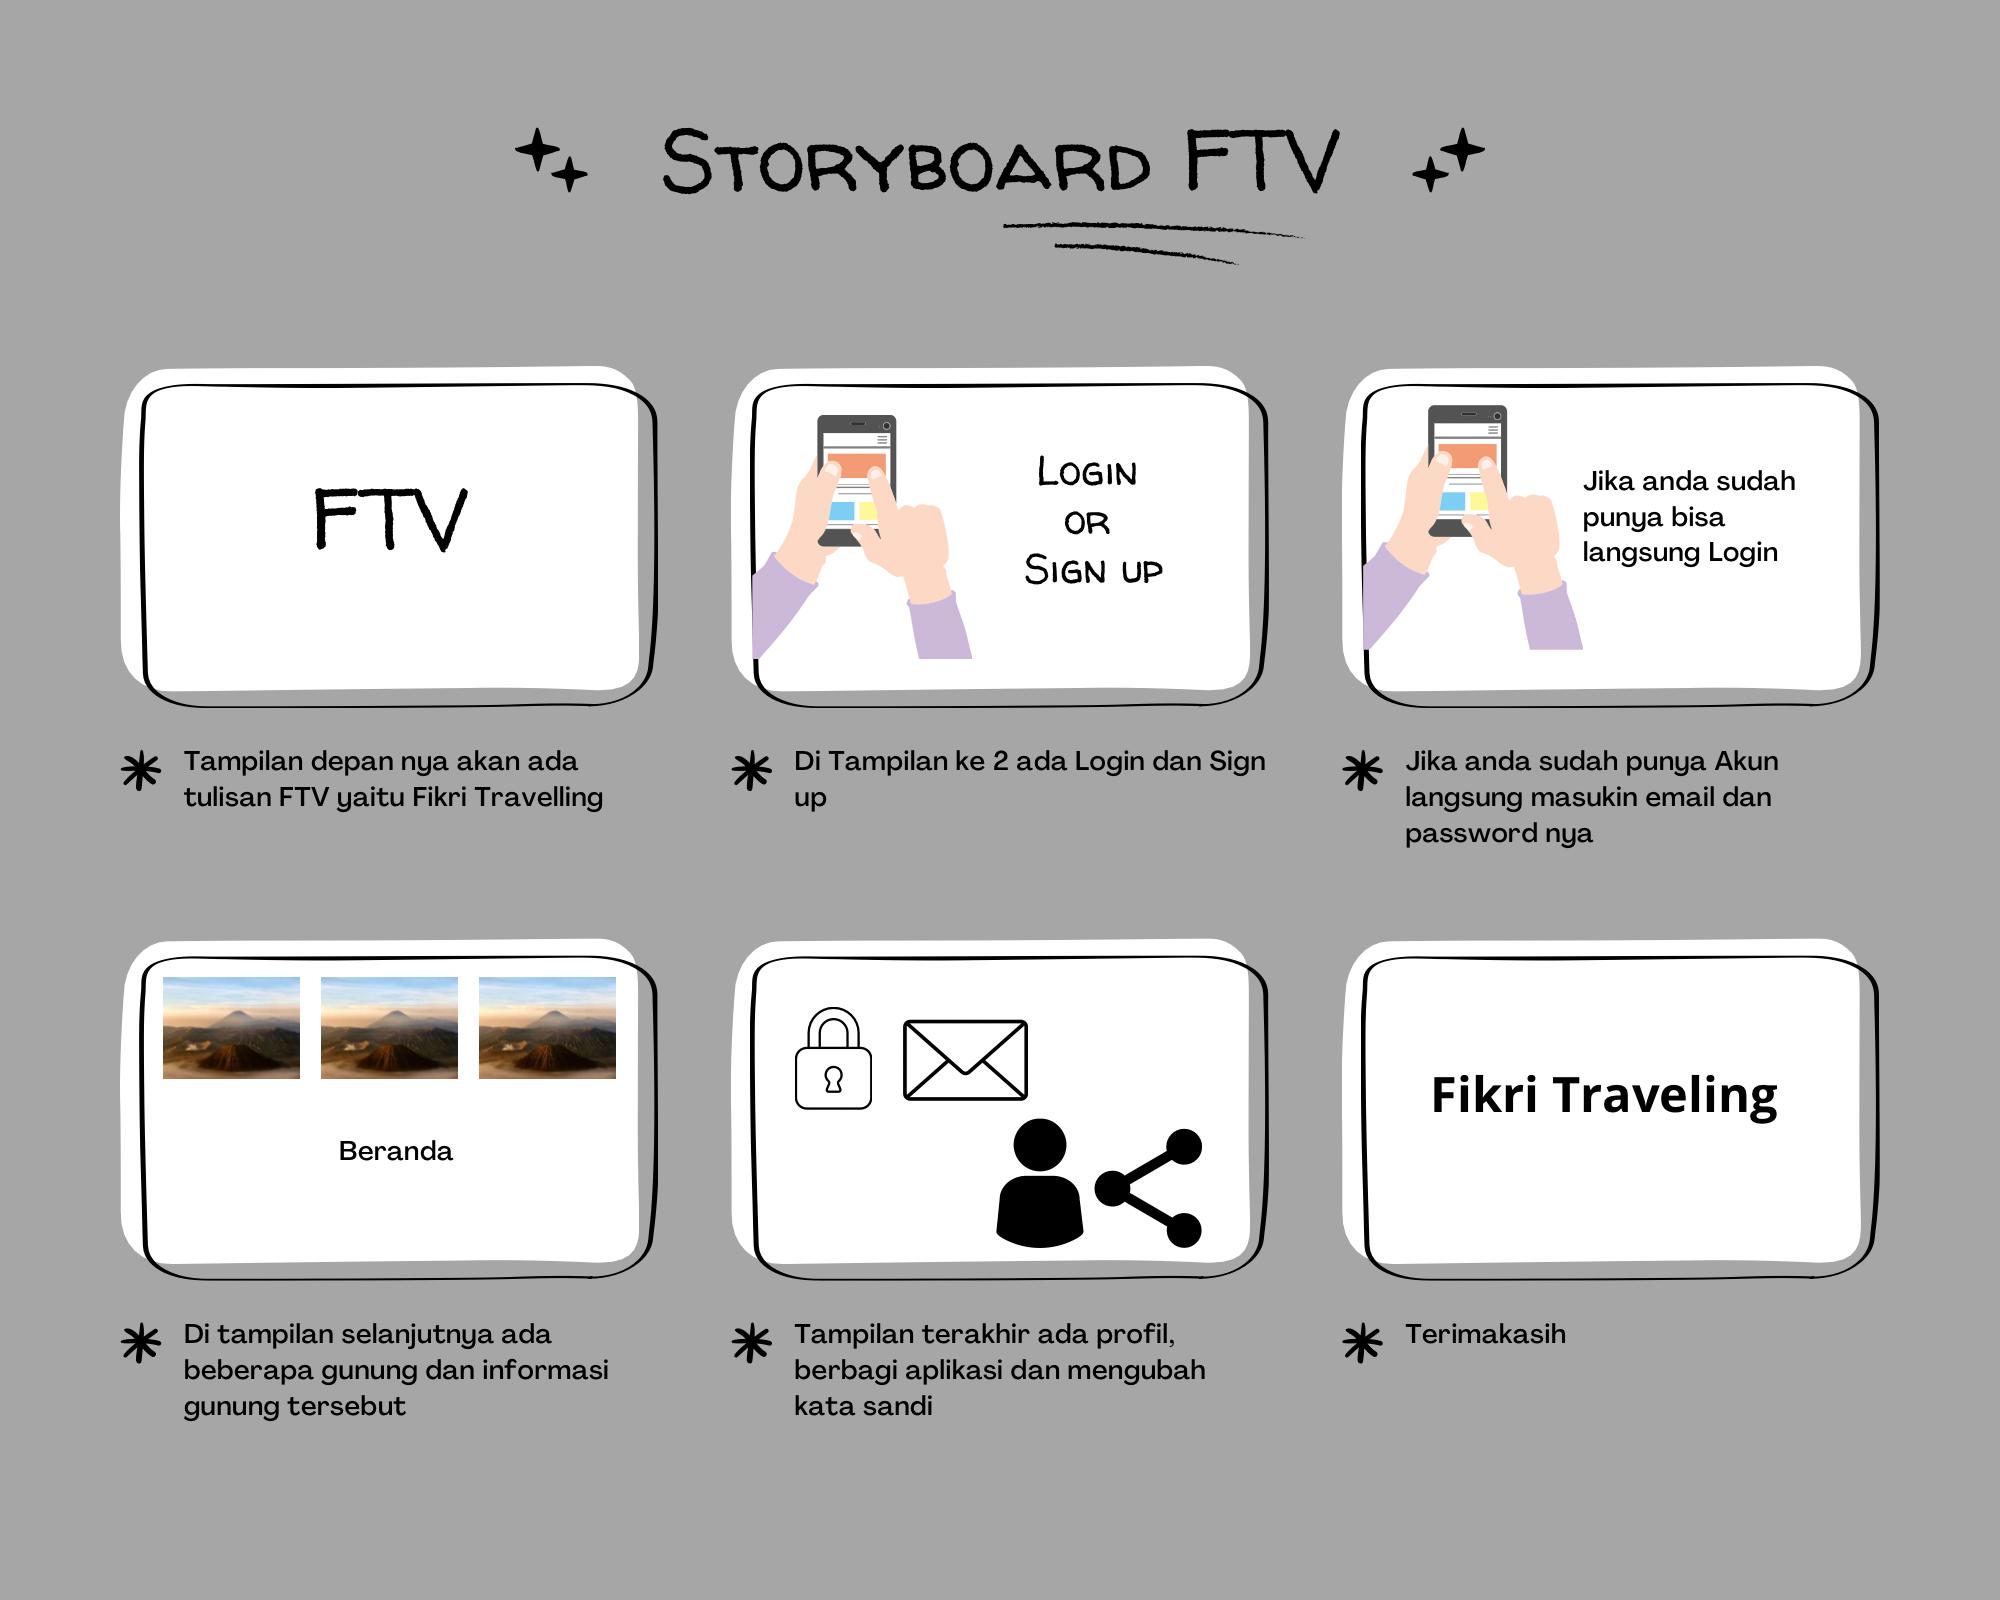 STORYBOARD FTV
FTV
LOGIN
OR
SIGN UP
Jika anda sudah
punya bisa
langsung Login
Tampilan depan nya akan ada
tulisan FTV yaitu Fikri Travelling
Di Tampilan ke 2 ada Login dan Sign
up
Jika anda sudah punya Akun
langsung masukin email dan
password nya
Beranda
Fikri Traveling
Di tampilan selanjutnya ada
beberapa gunung dan informasi
gunung tersebut
Tampilan terakhir ada profil,
berbagi aplikasi dan mengubah
kata sandi
Terimakasih